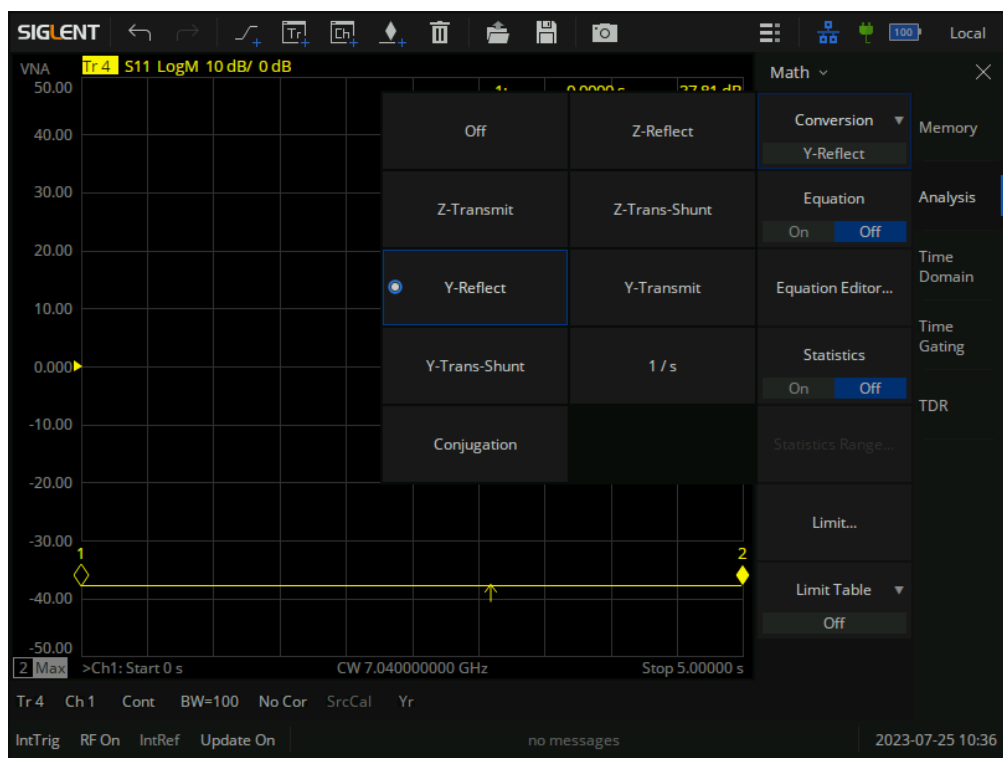 SIGLENT Tr Ch 100 Local
VNA Tr 4 S11 LogM 10 dB/ 0 dB Math
50.00
40.00 Off Z-Reflect Conversion Memory
Y-Reflect
30.00 Z-Transmit Z-Trans-Shunt Equation Analysis
On Off
20.00 Time
Domain
10.00 Y-Reflect Y-Transmit Equation Editor...
Time
Gating
0.000 Y-Trans-Shunt 1 / s Statistics
On Off
TDR
-10.00 Conjugation Statistics Range...
-20.00
-30.00 Limit...
1 2
-40.00 Limit Table
Off
-50.00
2 Max >Ch1: Start 0 s CW 7.040000000 GHz Stop 5.00000 s
Tr 4 Ch 1 Cont BW=100 No Cor SrcCal Yr
IntTrig RF On IntRef Update On no messages 2023-07-25 10:36